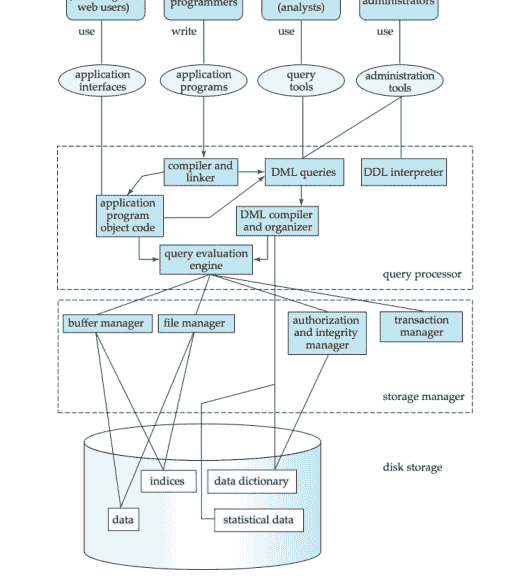 web users)
programmers
(analysts)
administrators
use
write
use
use
application
interfaces
application
programs
query
tools
administration
tools
compiler and
linker
DML queries
DDL interpreter
application
program
object code
DML compiler
and organizer
query evaluation
engine
query processor
buffer manager
file manager
authorization
and integrity
manager
transaction
manager
storage manager
disk storage
indices
data dictionary
data
statistical data